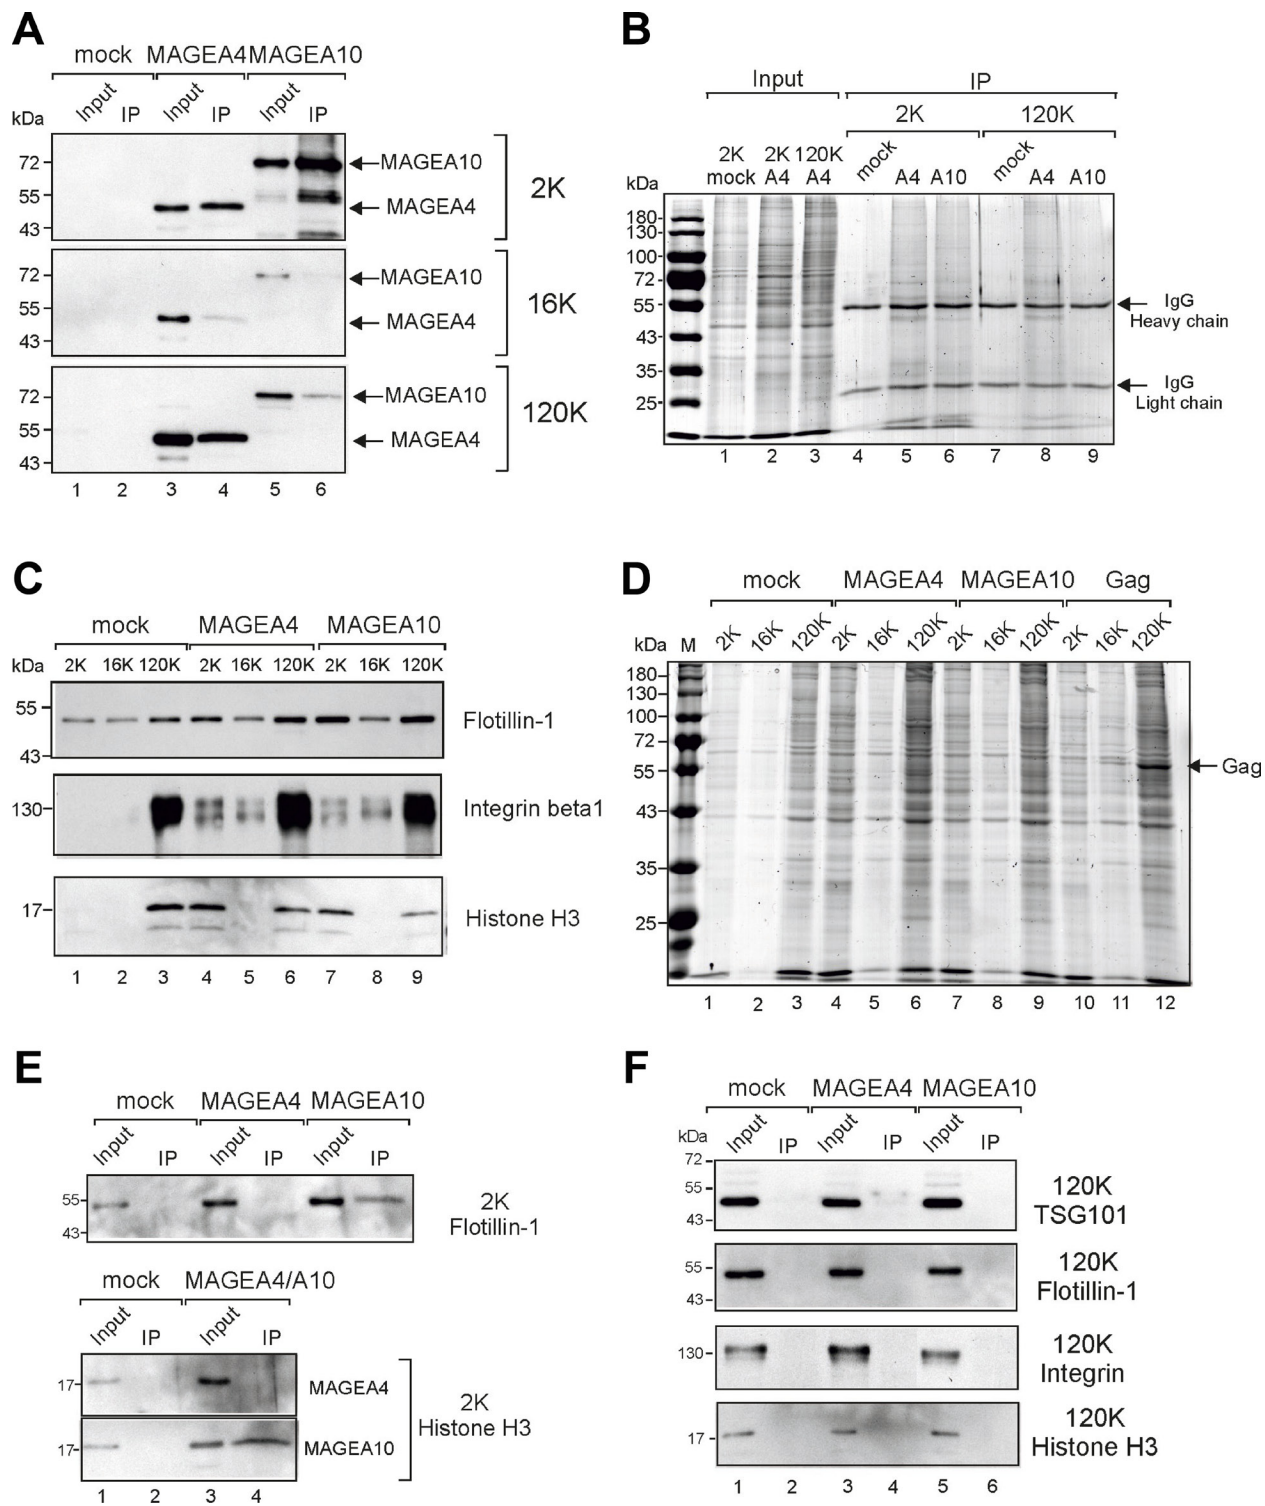 A
mock MAGEA4 MAGEA10
Input IP Input IP Input IP
kDa
72 MAGEA10
55 MAGEA4
43
2K
72 MAGEA10
55 MAGEA4
43
16K
72 MAGEA10
55 MAGEA4
43
120K
1 2 3 4 5 6
B
Input IP
2K 120K
2K 2K 120K mock mock
mock A4 A4 A4 A10 A4 A10
kDa
180
130
100
72
55
43
35
25
IgG
Heavy chain
IgG
Light chain
1 2 3 4 5 6 7 8 9
C
mock MAGEA4 MAGEA10
kDa 2K 16K 120K 2K 16K 120K 2K 16K 120K
55
43
Flotillin-1
130
Integrin beta1
17
Histone H3
1 2 3 4 5 6 7 8 9
D
mock MAGEA4 MAGEA10 Gag
kDa M 2K 16K 120K 2K 16K 120K 2K 16K 120K 2K 16K 120K
180
130
100
72
55
43
35
25
Gag
1 2 3 4 5 6 7 8 9 10 11 12
E
mock MAGEA4 MAGEA10
Input IP Input IP Input IP
55
43
2K
Flotillin-1
mock MAGEA4/A10
Input IP Input IP
17 MAGEA4
17 MAGEA10
2K
Histone H3
1 2 3 4
F
mock MAGEA4 MAGEA10
kDa Input IP Input IP Input IP
72
55
43
120K
TSG101
55
43
120K
Flotillin-1
130
120K
Integrin
17
120K
Histone H3
1 2 3 4 5 6